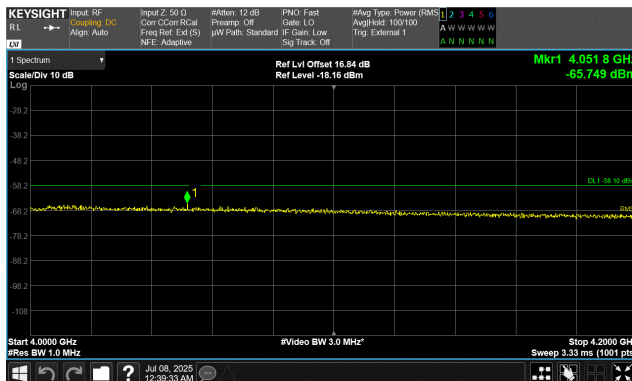 KEYSIGHT Input: RF Input Z: 50 Ω #Atten: 12 dB PNO: Fast #Avg Type: Power (RMS 1 2 3 4 5 6
RL Coupling: DC Corr CCorr RCal Preamp: Off Gate: LO Avg|Hold: 100/100 A W W W W W
Align: Auto Freq Ref: Ext (S) µW Path: Standard IF Gain: Low Trig: External 1
NFE: Adaptive Sig Track: Off A N N N N N
LXI
1 Spectrum Ref Lvl Offset 16.84 dB Mkr1 4.051 8 GHz
Scale/Div 10 dB Ref Level -18.16 dBm -65.749 dBm
Log
-28.2
-38.2
-48.2
-58.2 DL1 -58.10 dBm
1
-68.2 RMS
-78.2
-88.2
-98.2
-108
Start 4.0000 GHz #Video BW 3.0 MHz* Stop 4.2000 GHz
#Res BW 1.0 MHz Sweep 3.33 ms (1001 pts)
? Jul 08, 2025
12:39:33 AM